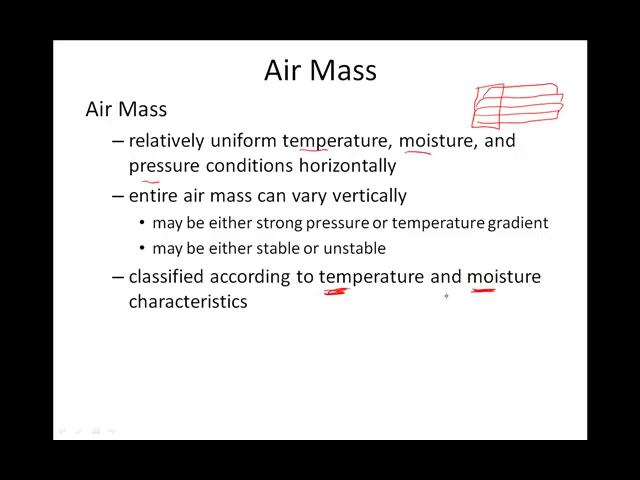 Air Mass
Air Mass
– relatively uniform temperature, moisture, and
pressure conditions horizontally
– entire air mass can vary vertically
• may be either strong pressure or temperature gradient
• may be either stable or unstable
– classified according to temperature and moisture
characteristics